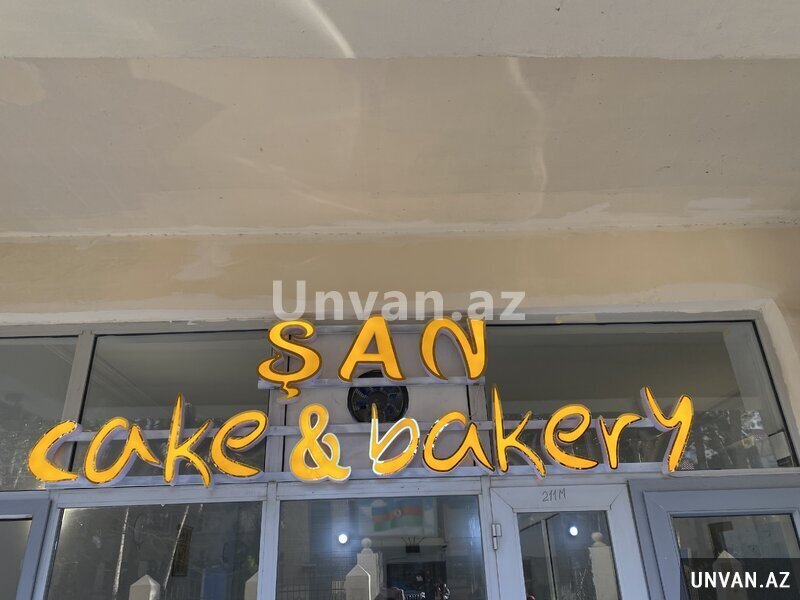 Unvan.az
ŞAN
cake & bakery
211M
UNVAN.AZ